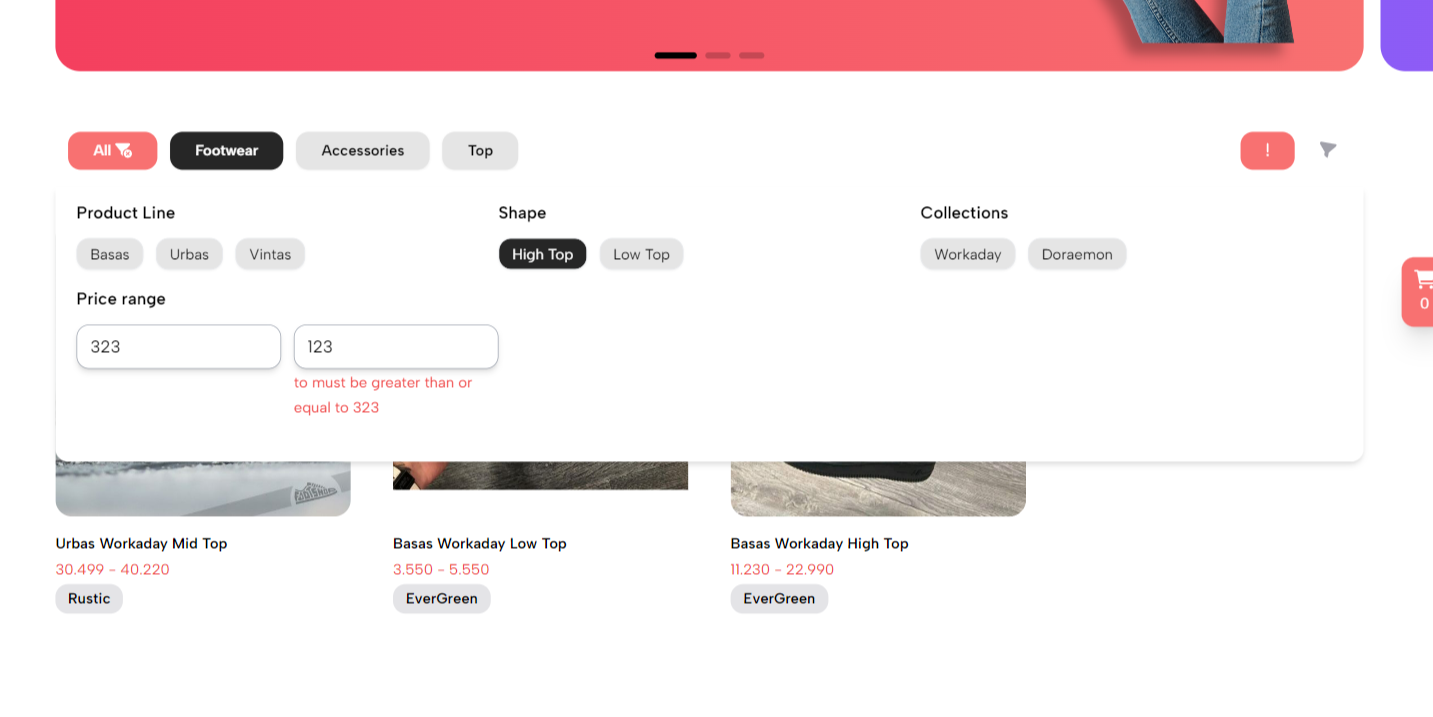 All
Footwear
Accessories
Top
!
Product Line
Shape
Collections
Basas
Urbas
Vintas
High Top
Low Top
Workaday
Doraemon
Price range
323
123
to must be greater than or
equal to 323
0
Urbas Workaday Mid Top
Basas Workaday Low Top
Basas Workaday High Top
30.499 - 40.220
3.550 - 5.550
11.230 - 22.990
Rustic
EverGreen
EverGreen